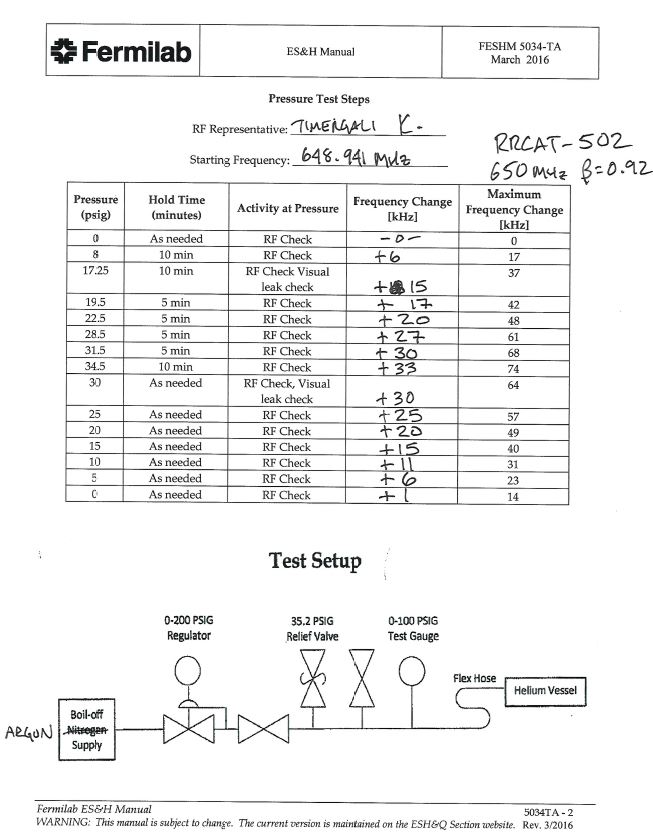 Fermilab
ES&H Manual
FESHM 5034-TA
March 2016
Pressure Test Steps
RF Representative: TIMERGALI K.
Starting Frequency: 648.941 MHz
RRCAT-502
650 MHz β=0.92
Pressure (psig) Hold Time (minutes) Activity at Pressure Frequency Change [kHz] Maximum Frequency Change [kHz]
0 As needed RF Check -0- 0
8 10 min RF Check +6 17
17.25 10 min RF Check Visual leak check + 15 37
19.5 5 min RF Check + 17 42
22.5 5 min RF Check +20 48
28.5 5 min RF Check +27 61
31.5 5 min RF Check +30 68
34.5 10 min RF Check +33 74
30 As needed RF Check, Visual leak check +30 64
25 As needed RF Check +25 57
20 As needed RF Check +20 49
15 As needed RF Check +15 40
10 As needed RF Check +11 31
5 As needed RF Check +6 23
0 As needed RF Check +1 14
Test Setup
0-200 PSIG
Regulator
35.2 PSIG
Relief Valve
0-100 PSIG
Test Gauge
Flex Hose
Helium Vessel
ARGON
Boil-off
Nitrogen
Supply
Fermilab ES&H Manual
5034TA - 2
WARNING: This manual is subject to change. The current version is maintained on the ESH&Q Section website. Rev. 3/2016